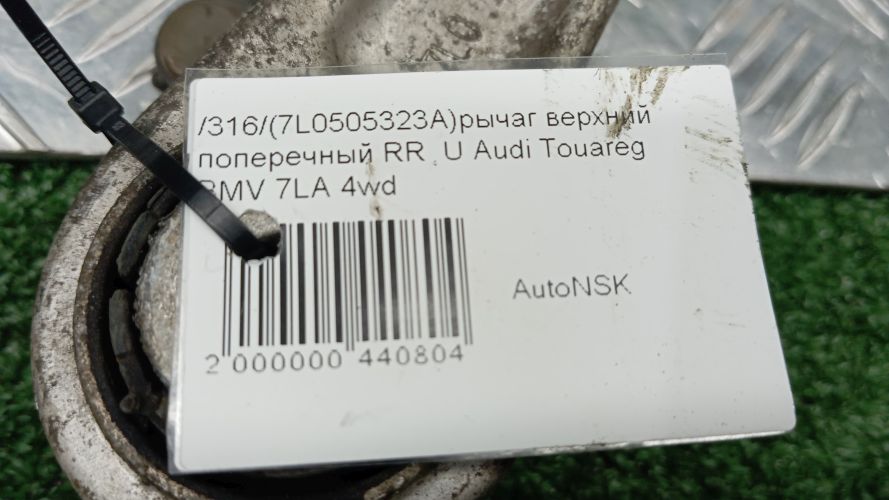 /316/(7L0505323A)рычаг верхний
поперечный RR U Audi Touareg
BMV 7LA 4wd
AutoNSK
2 000000 440804